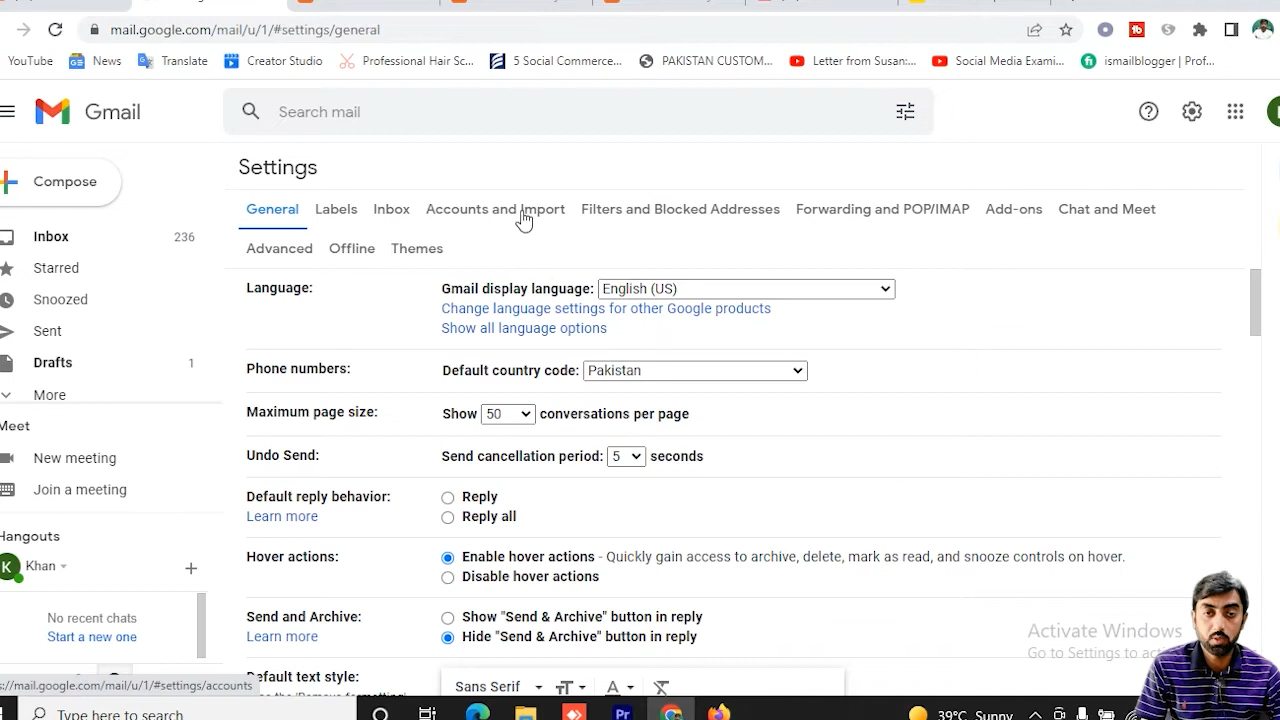 mail.google.com/mail/u/1/#settings/general
YouTube News Translate Creator Studio Professional Hair Sc... 5 Social Commerce... PAKISTAN CUSTOM... Letter from Susan:... Social Media Exami... ismailblogger | Prof...
Gmail Search mail
Settings
Compose
General Labels Inbox Accounts and Import Filters and Blocked Addresses Forwarding and POP/IMAP Add-ons Chat and Meet
Inbox 236
Advanced Offline Themes
Starred
Language: Gmail display language: English (US)
Snoozed
Change language settings for other Google products
Sent
Show all language options
Drafts 1
Phone numbers: Default country code: Pakistan
More
Maximum page size: Show 50 conversations per page
Meet
Undo Send: Send cancellation period: 5 seconds
New meeting
Join a meeting
Default reply behavior: Reply
Learn more Reply all
Hangouts
Hover actions: Enable hover actions - Quickly gain access to archive, delete, mark as read, and snooze controls on hover.
K Khan
Disable hover actions
No recent chats
Send and Archive: Show "Send & Archive" button in reply
Start a new one
Learn more Hide "Send & Archive" button in reply
Activate Windows
Go to Settings to
Default text style: Sans Serif
s://mail.google.com/mail/u/1/#settings/accounts
Type here to search
Pr
39°C Sunny